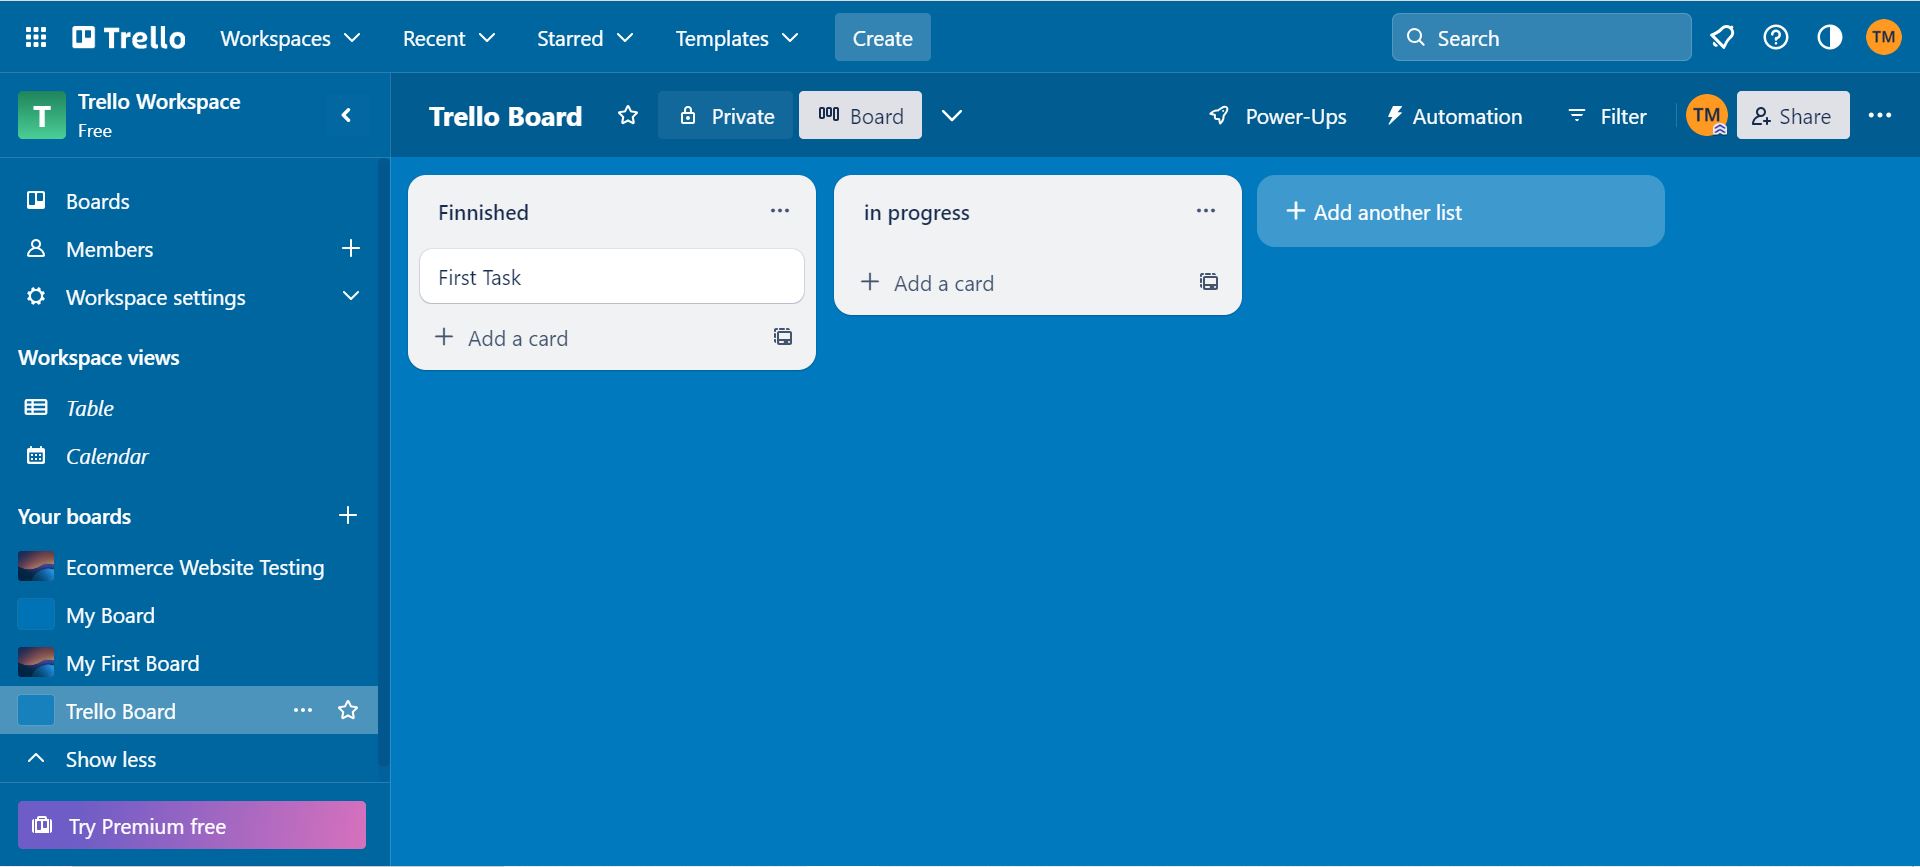 Trello
Workspaces
Recent
Starred
Templates
Create
Search
TM
T
Trello Workspace
Free
Trello Board
Private
Board
Power-Ups
Automation
Filter
TM
Share
Boards
Members
Workspace settings
Workspace views
Table
Calendar
Your boards
Ecommerce Website Testing
My Board
My First Board
Trello Board
Show less
Try Premium free
Finnished
First Task
Add a card
in progress
Add a card
Add another list